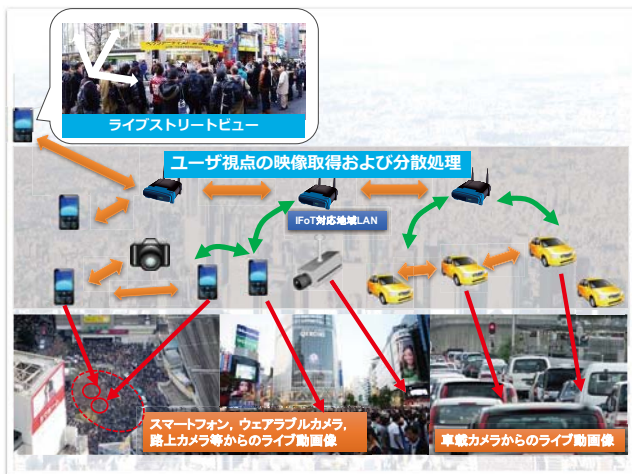 ライブストリートビュー
ユーザ視点の映像取得および分散処理
IFoT対応地域LAN
スマートフォン，ウェアラブルカメラ，
路上カメラ等からのライブ動画像
車載カメラからのライブ動画像